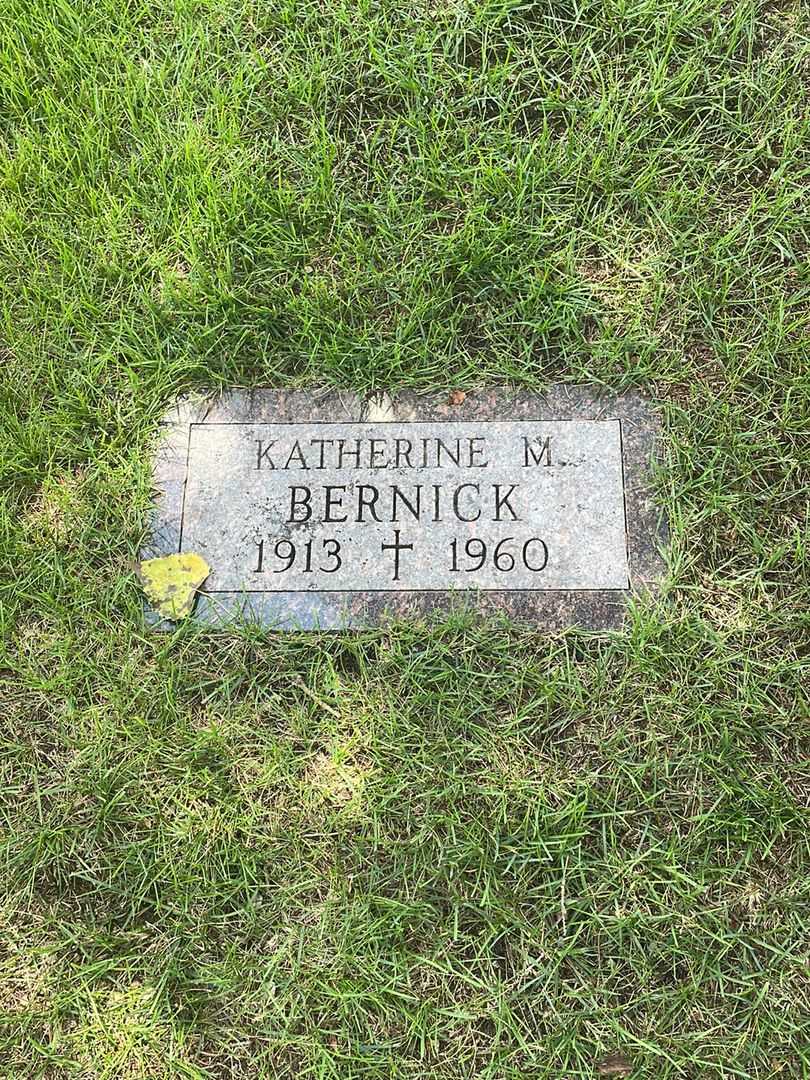 KATHERINE M.
BERNICK
1913 ✝ 1960